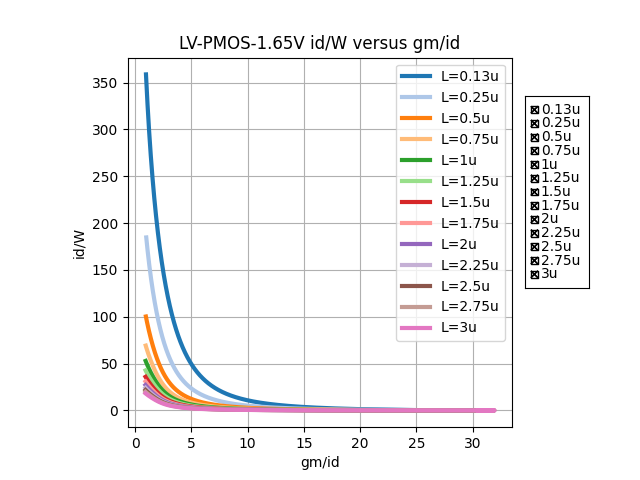 LV-PMOS-1.65V id/W versus gm/id
id/W
350
300
250
200
150
100
50
0
0
5
10
15
20
25
30
gm/id
L=0.13u
L=0.25u
L=0.5u
L=0.75u
L=1u
L=1.25u
L=1.5u
L=1.75u
L=2u
L=2.25u
L=2.5u
L=2.75u
L=3u
0.13u
0.25u
0.5u
0.75u
1u
1.25u
1.5u
1.75u
2u
2.25u
2.5u
2.75u
3u